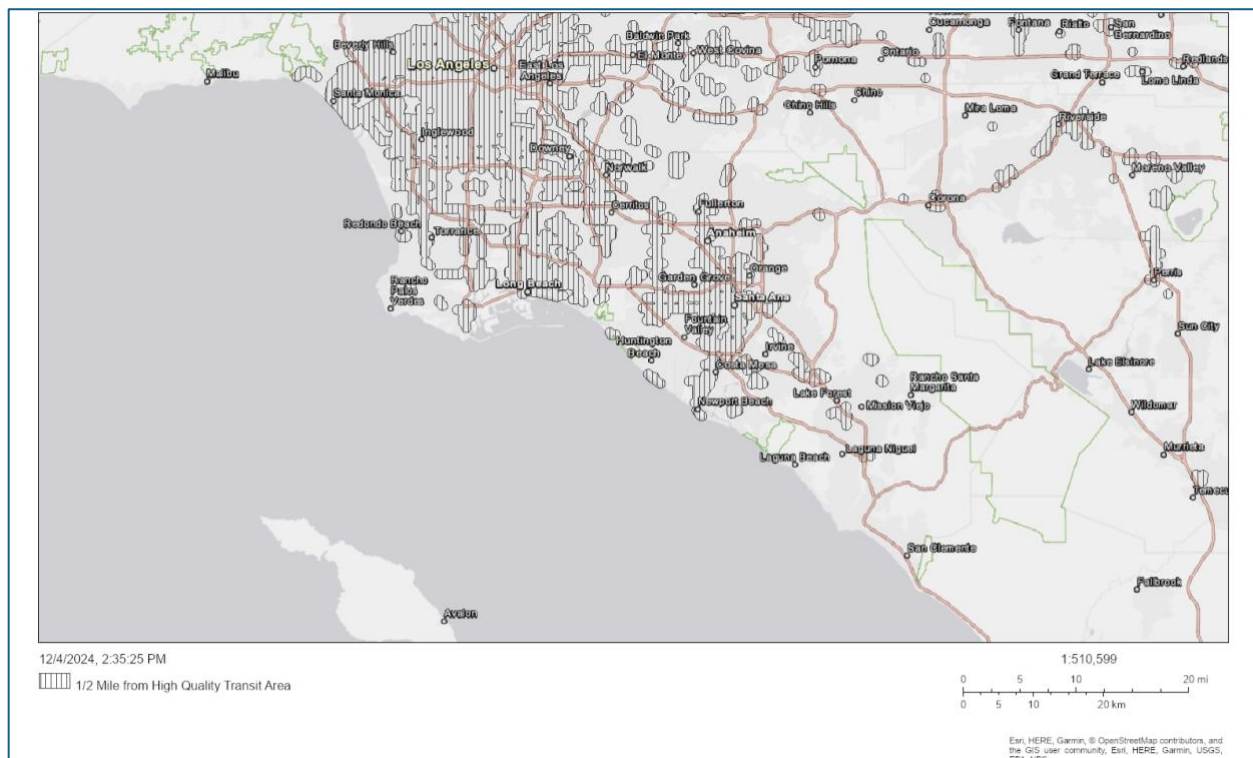 Cucamonga
Fontana
Rialto
San
Bernardino
Baldwin Park
Beverly Hills
West Covina
El Monte
Ontario
Los Angeles
East Los
Angeles
Pomona
Redlands
Grand Terrace
Loma Linda
Malibu
Santa Monica
Chino
Chino Hills
Mira Loma
Riverside
Inglewood
Downey
Norwalk
Moreno Valley
Cerritos
Fullerton
Corona
Redondo Beach
Torrance
Anaheim
Orange
Garden Grove
Perris
Rancho
Palos
Verdes
Long Beach
Santa Ana
Fountain
Valley
Sun City
Huntington
Beach
Irvine
Costa Mesa
Lake Elsinore
Rancho Santa
Margarita
Lake Forest
Newport Beach
Mission Viejo
Wildomar
Laguna Beach
Laguna Niguel
Murrieta
Temecu
San Clemente
Fallbrook
Avalon
12/4/2024, 2:35:25 PM
1:510,599
1/2 Mile from High Quality Transit Area
0 5 10 20 mi
0 5 10 20 km
Esri, HERE, Garmin, © OpenStreetMap contributors, and
the GIS user community, Esri, HERE, Garmin, USGS,